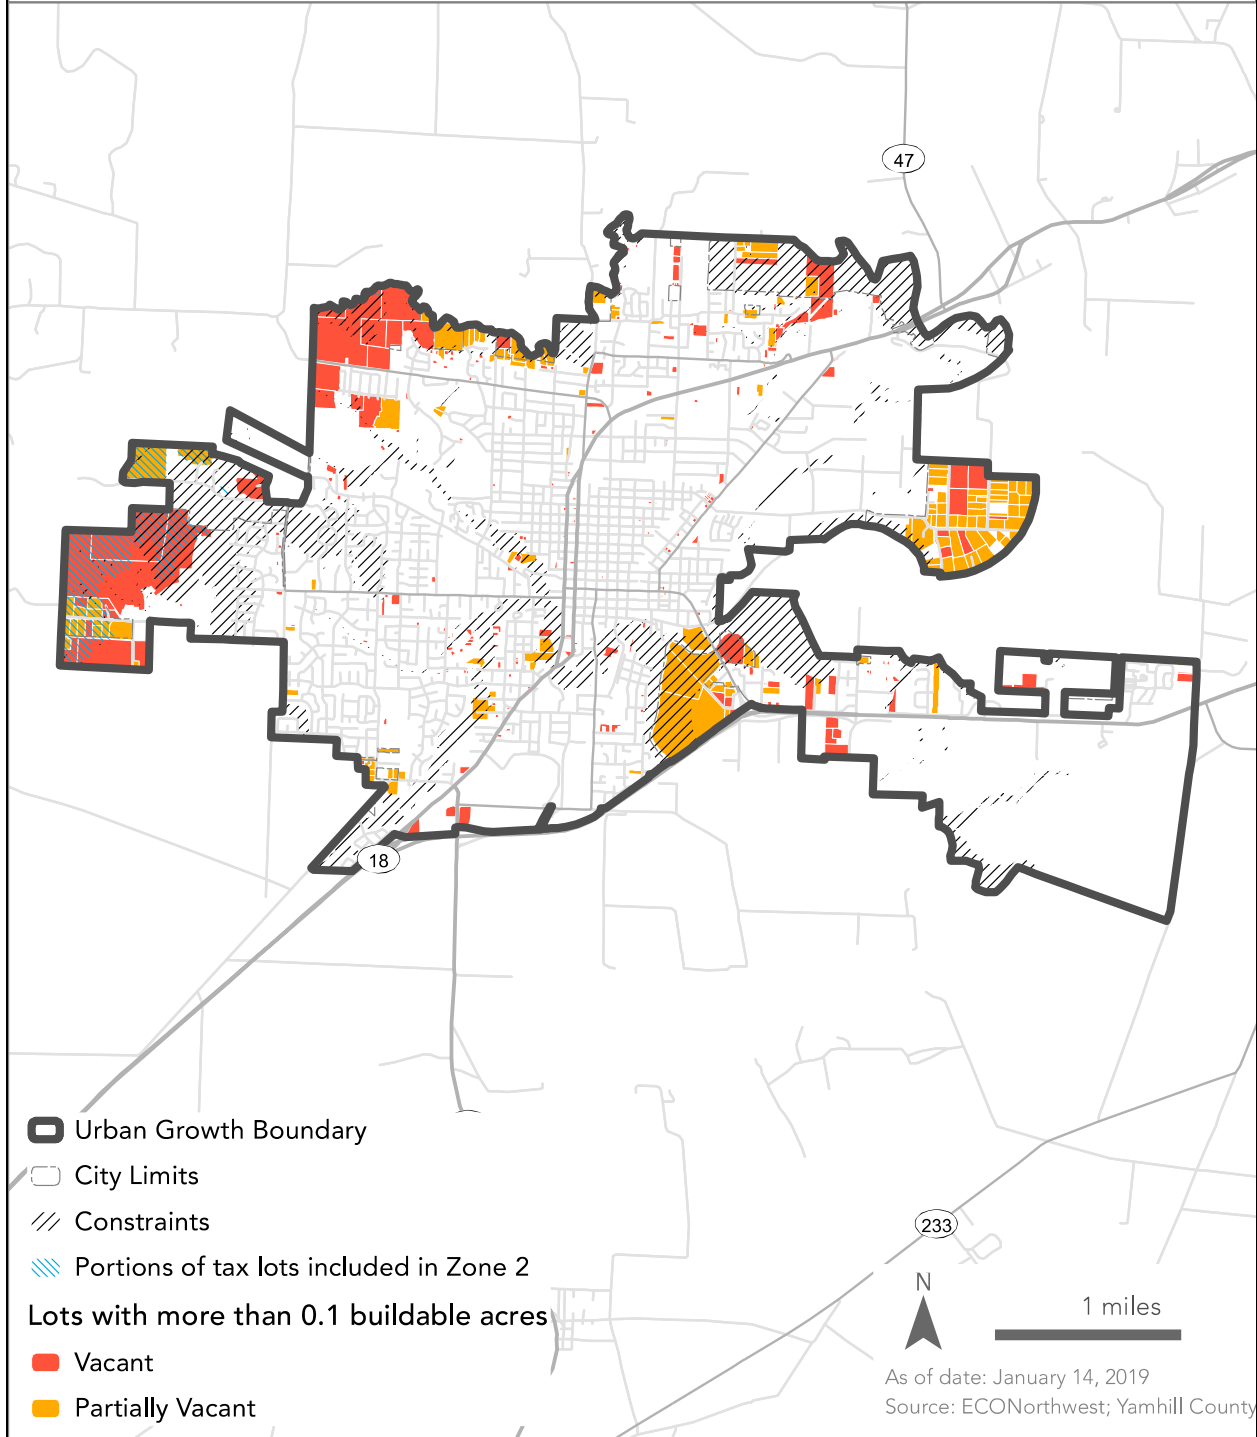 47
18
Urban Growth Boundary
City Limits
Constraints
Portions of tax lots included in Zone 2
Lots with more than 0.1 buildable acres
Vacant
Partially Vacant
233
N
1 miles
As of date: January 14, 2019
Source: ECONorthwest; Yamhill County